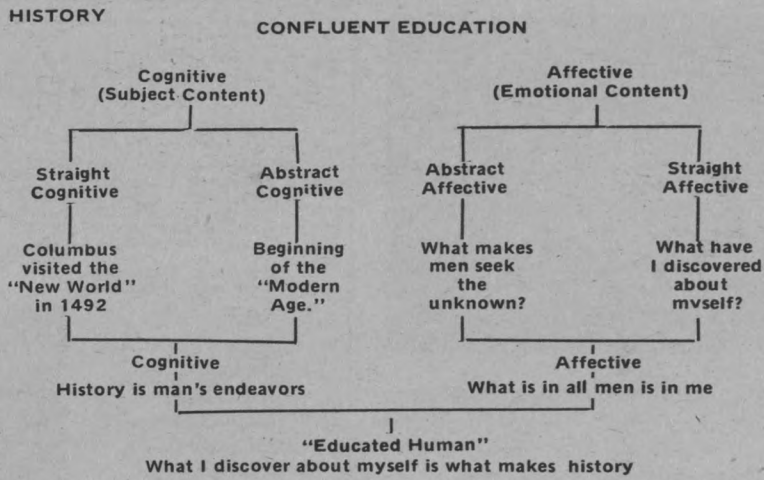 HISTORY
CONFLUENT EDUCATION
Cognitive
(Subject Content)
Affective
(Emotional Content)
Straight
Cognitive
Abstract
Cognitive
Abstract
Affective
Straight
Affective
Columbus
visited the
“New World”
in 1492
Beginning
of the
“Modern
Age.”
What makes
men seek
the
unknown?
What have
I discovered
about
myself?
Cognitive
History is man's endeavors
Affective
What is in all men is in me
“Educated Human”
What I discover about myself is what makes history